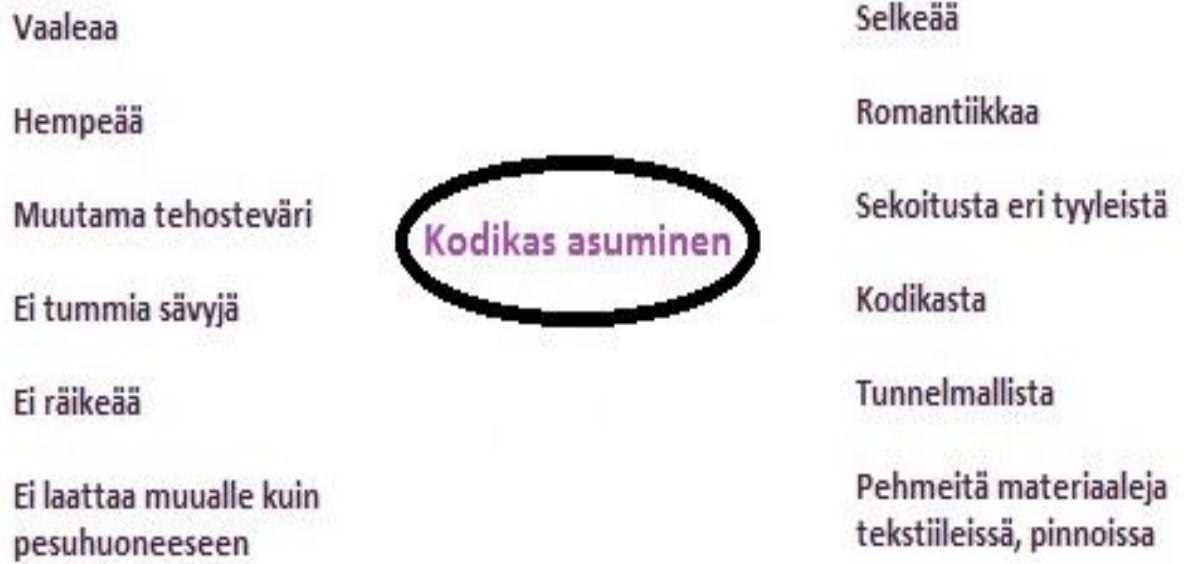 Vaaleaa
Hempeää
Muutama tehosteväri
Ei tummia sävyjä
Ei räikeää
Ei laattaa muualle kuin
pesuhuoneeseen
Kodikas asuminen
Selkeää
Romantiikkaa
Sekoitusta eri tyyleistä
Kodikasta
Tunnelmallista
Pehmeitä materiaaleja
tekstiileissä, pinnoissa